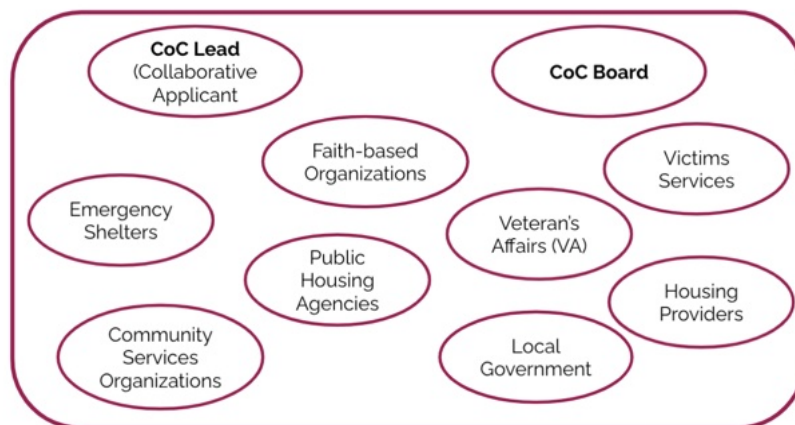 CoC Lead
(Collaborative
Applicant
CoC Board
Faith-based
Organizations
Victims
Services
Emergency
Shelters
Veteran's
Affairs (VA)
Public
Housing
Agencies
Housing
Providers
Community
Services
Organizations
Local
Government